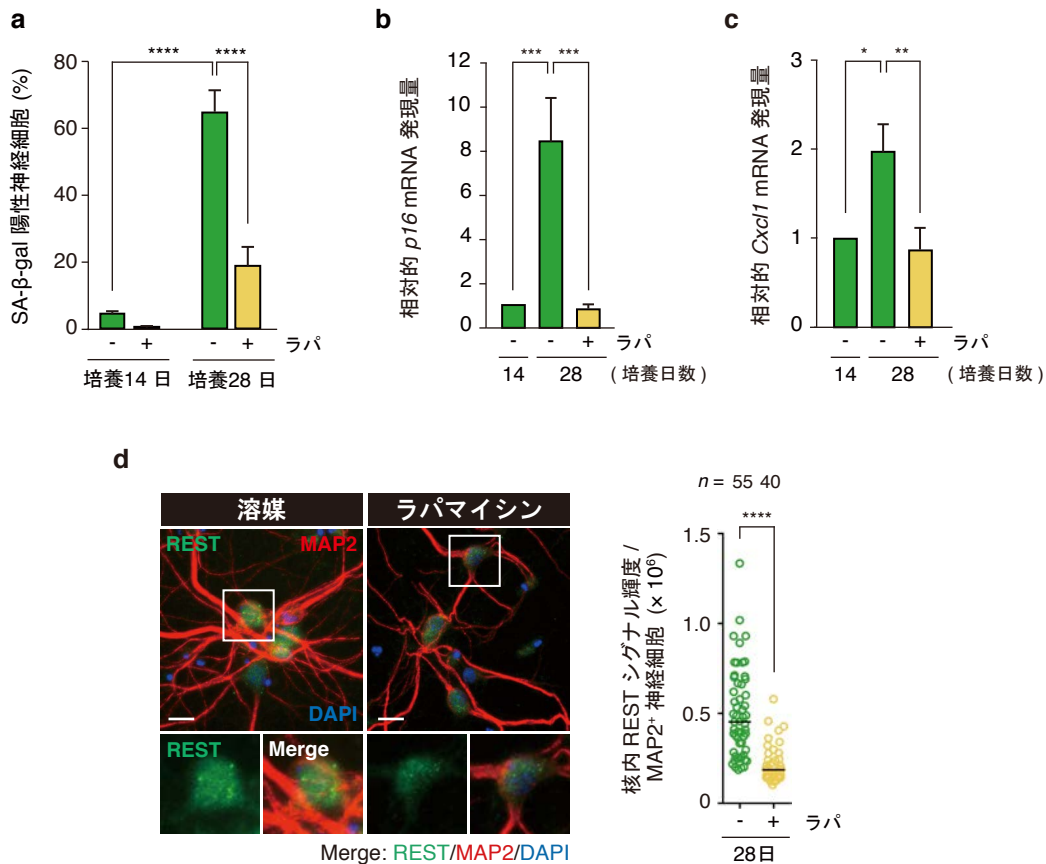 a
SA-β-gal 陽性神経細胞 (%)
80
60
40
20
0
****
****
-
+
-
+
ラパ
培養14 日
培養28 日
b
相対的 p16 mRNA 発現量
12
10
8
6
4
2
0
***
***
-
-
+
ラパ
14
28
( 培養日数 )
c
相対的 Cxcl1 mRNA 発現量
3
2
1
0
*
**
-
-
+
ラパ
14
28
( 培養日数 )
d
溶媒
ラパマイシン
REST
MAP2
DAPI
REST
Merge
Merge: REST/MAP2/DAPI
n = 55 40
****
核内 REST シグナル輝度 /
MAP2⁺ 神経細胞 (× 10⁶)
1.5
1.0
0.5
0
-
+
ラパ
28日